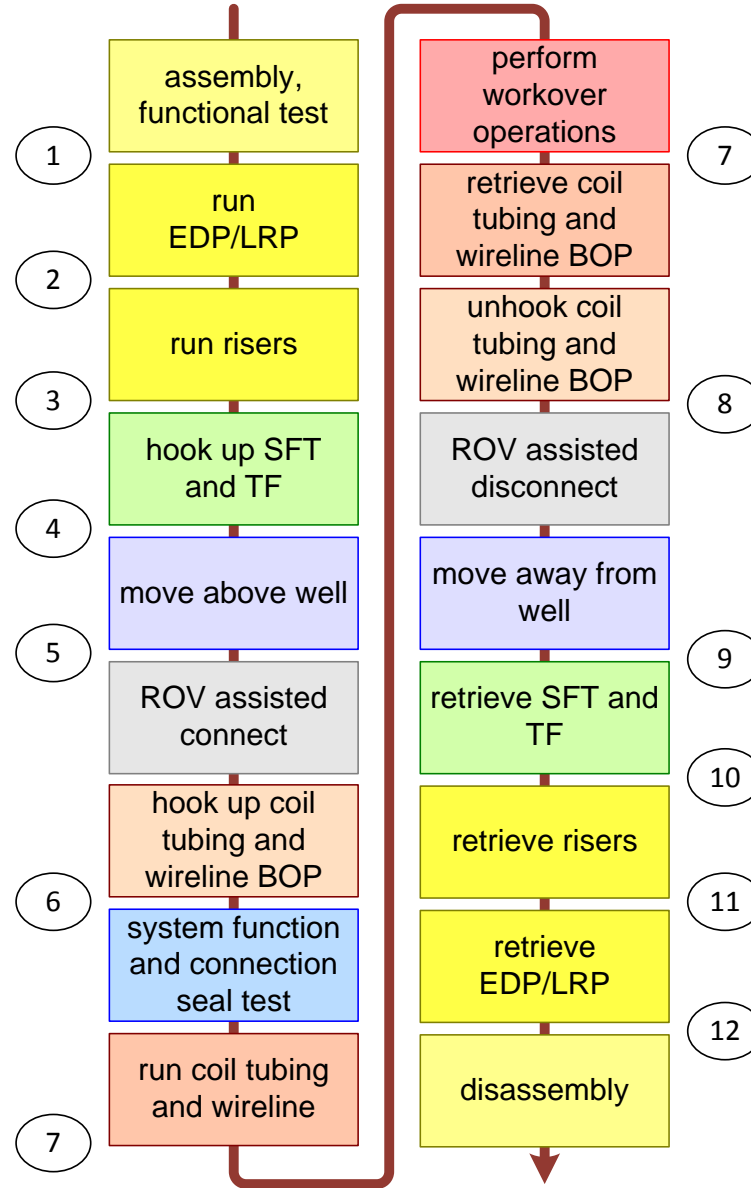 assembly,
functional test
1
run
EDP/LRP
2
run risers
3
hook up SFT
and TF
4
move above well
5
ROV assisted
connect
hook up coil
tubing and
wireline BOP
6
system function
and connection
seal test
run coil tubing
and wireline
7
perform
workover
operations
7
retrieve coil
tubing and
wireline BOP
unhook coil
tubing and
wireline BOP
8
ROV assisted
disconnect
move away from
well
9
retrieve SFT and
TF
10
retrieve risers
11
retrieve
EDP/LRP
12
disassembly